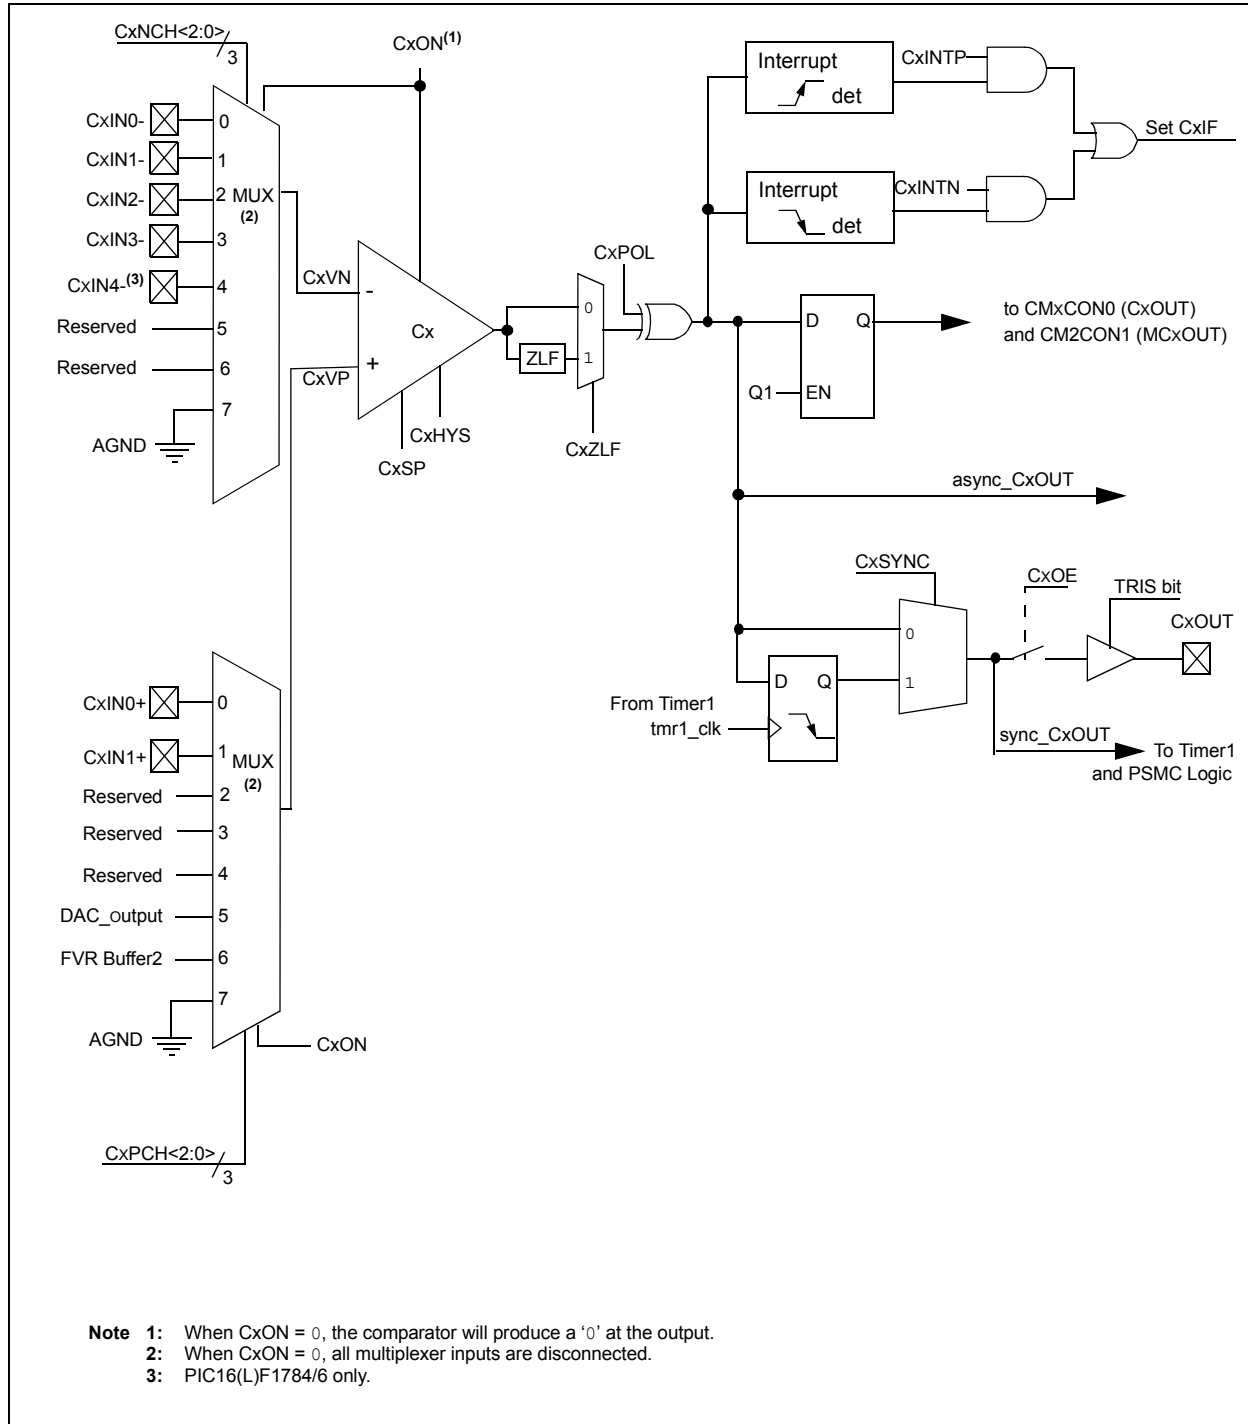 CxNCH<2:0>
3
CxON(1)
CxIN0-
CxIN1-
CxIN2-
CxIN3-
CxIN4-(3)
Reserved
Reserved
AGND
0
1
2
3
4
5
6
7
MUX
(2)
CxVN
CxVP
-
+
Cx
CxHYS
CxSP
ZLF
0
1
CxZLF
CxPOL
Interrupt
det
CxINTP
Interrupt
det
CxINTN
Set CxIF
D
Q
Q1
EN
to CMxCON0 (CxOUT)
and CM2CON1 (MCxOUT)
async_CxOUT
CxSYNC
0
1
CxOE
TRIS bit
CxOUT
D
Q
From Timer1
tmr1_clk
sync_CxOUT
To Timer1
and PSMC Logic
CxIN0+
CxIN1+
Reserved
Reserved
Reserved
DAC_output
FVR Buffer2
AGND
0
1
2
3
4
5
6
7
MUX
(2)
CxON
CxPCH<2:0>
3
Note 1: When CxON = 0, the comparator will produce a ‘0’ at the output.
2: When CxON = 0, all multiplexer inputs are disconnected.
3: PIC16(L)F1784/6 only.